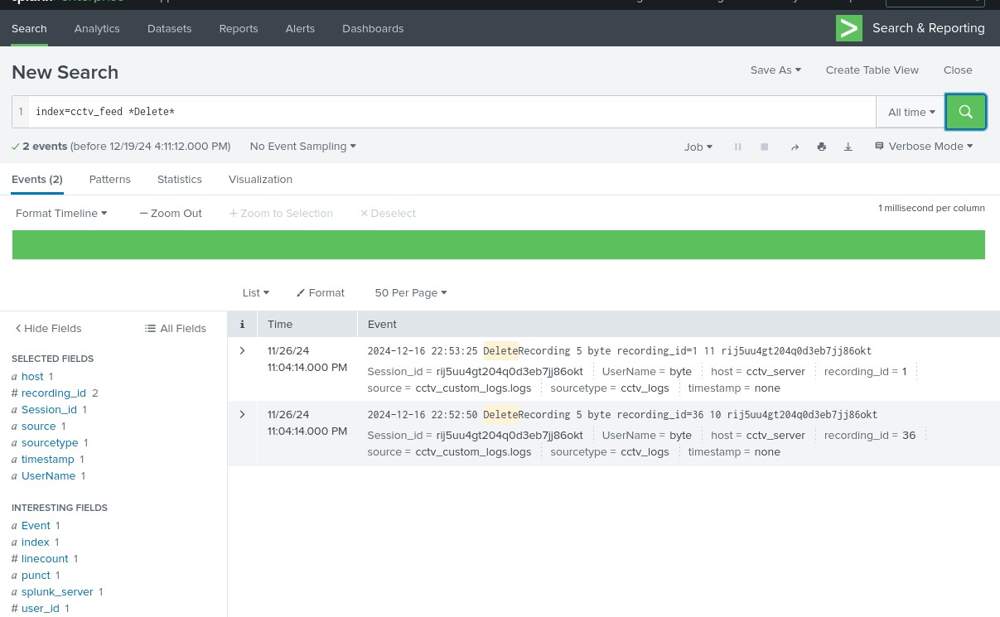 Search Analytics Datasets Reports Alerts Dashboards Search & Reporting
New Search Save As Create Table View Close
1 index=cctv_feed *Delete* All time
2 events (before 12/19/24 4:11:12.000 PM) No Event Sampling Job Verbose Mode
Events (2) Patterns Statistics Visualization
Format Timeline — Zoom Out + Zoom to Selection × Deselect 1 millisecond per column
List Format 50 Per Page
< Hide Fields All Fields
SELECTED FIELDS
a host 1
# recording_id 2
a Session_id 1
a source 1
a sourcetype 1
a timestamp 1
a UserName 1
INTERESTING FIELDS
a Event 1
a index 1
# linecount 1
a punct 1
a splunk_server 1
# user_id 1
i Time Event
> 11/26/24 2024-12-16 22:53:25 DeleteRecording 5 byte recording_id=1 11 rij5uu4gt204q0d3eb7jj86okt
11:04:14.000 PM Session_id = rij5uu4gt204q0d3eb7jj86okt UserName = byte host = cctv_server recording_id = 1
source = cctv_custom_logs.logs sourcetype = cctv_logs timestamp = none
> 11/26/24 2024-12-16 22:52:50 DeleteRecording 5 byte recording_id=36 10 rij5uu4gt204q0d3eb7jj86okt
11:04:14.000 PM Session_id = rij5uu4gt204q0d3eb7jj86okt UserName = byte host = cctv_server recording_id = 36
source = cctv_custom_logs.logs sourcetype = cctv_logs timestamp = none